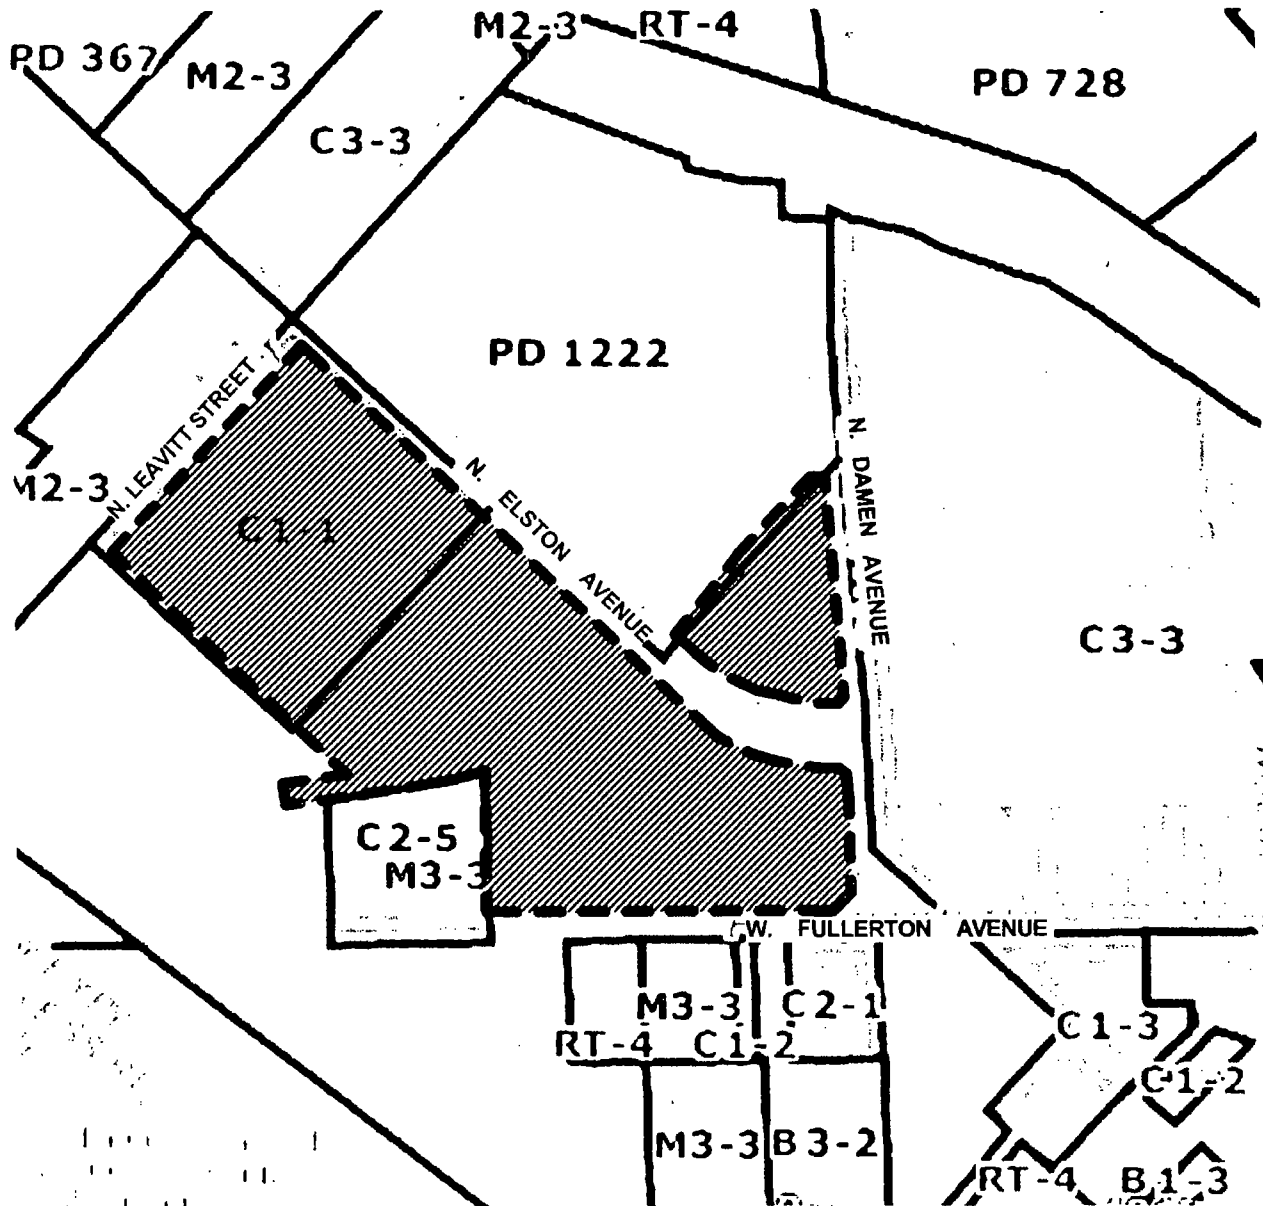 M2-3
RT-4
PD 367
M2-3
PD 728
C3-3
PD 1222
N. LEAVITT STREET
M2-3
C1-1
N. ELSTON AVENUE
N. DAMEN AVENUE
C3-3
C2-5
M3-3
W. FULLERTON AVENUE
M3-3
C2-1
RT-4
C1-2
C1-3
C1-2
M3-3
B3-2
RT-4
B1-3